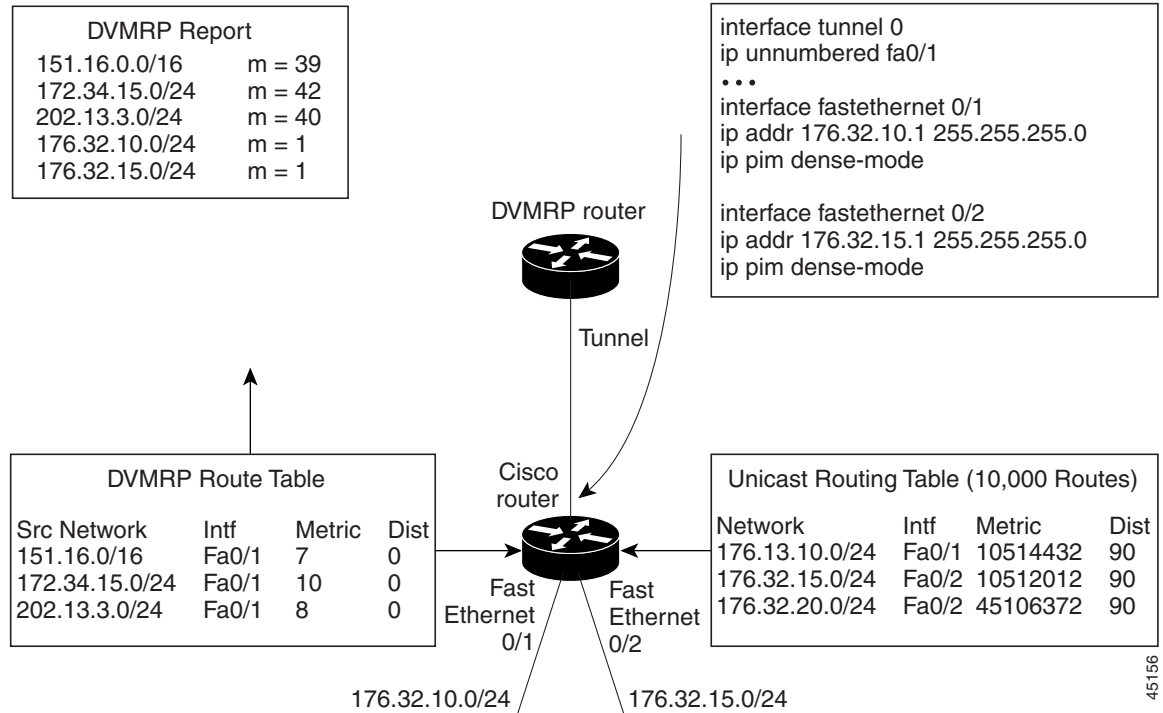 DVMRP Report
151.16.0.0/16 m = 39
172.34.15.0/24 m = 42
202.13.3.0/24 m = 40
176.32.10.0/24 m = 1
176.32.15.0/24 m = 1
interface tunnel 0
ip unnumbered fa0/1
• • •
interface fastethernet 0/1
ip addr 176.32.10.1 255.255.255.0
ip pim dense-mode
interface fastethernet 0/2
ip addr 176.32.15.1 255.255.255.0
ip pim dense-mode
DVMRP router
Tunnel
Cisco
router
DVMRP Route Table
Src Network Intf Metric Dist
151.16.0/16 Fa0/1 7 0
172.34.15.0/24 Fa0/1 10 0
202.13.3.0/24 Fa0/1 8 0
Unicast Routing Table (10,000 Routes)
Network Intf Metric Dist
176.13.10.0/24 Fa0/1 10514432 90
176.32.15.0/24 Fa0/2 10512012 90
176.32.20.0/24 Fa0/2 45106372 90
Fast
Ethernet
0/1
Fast
Ethernet
0/2
176.32.10.0/24
176.32.15.0/24
45156